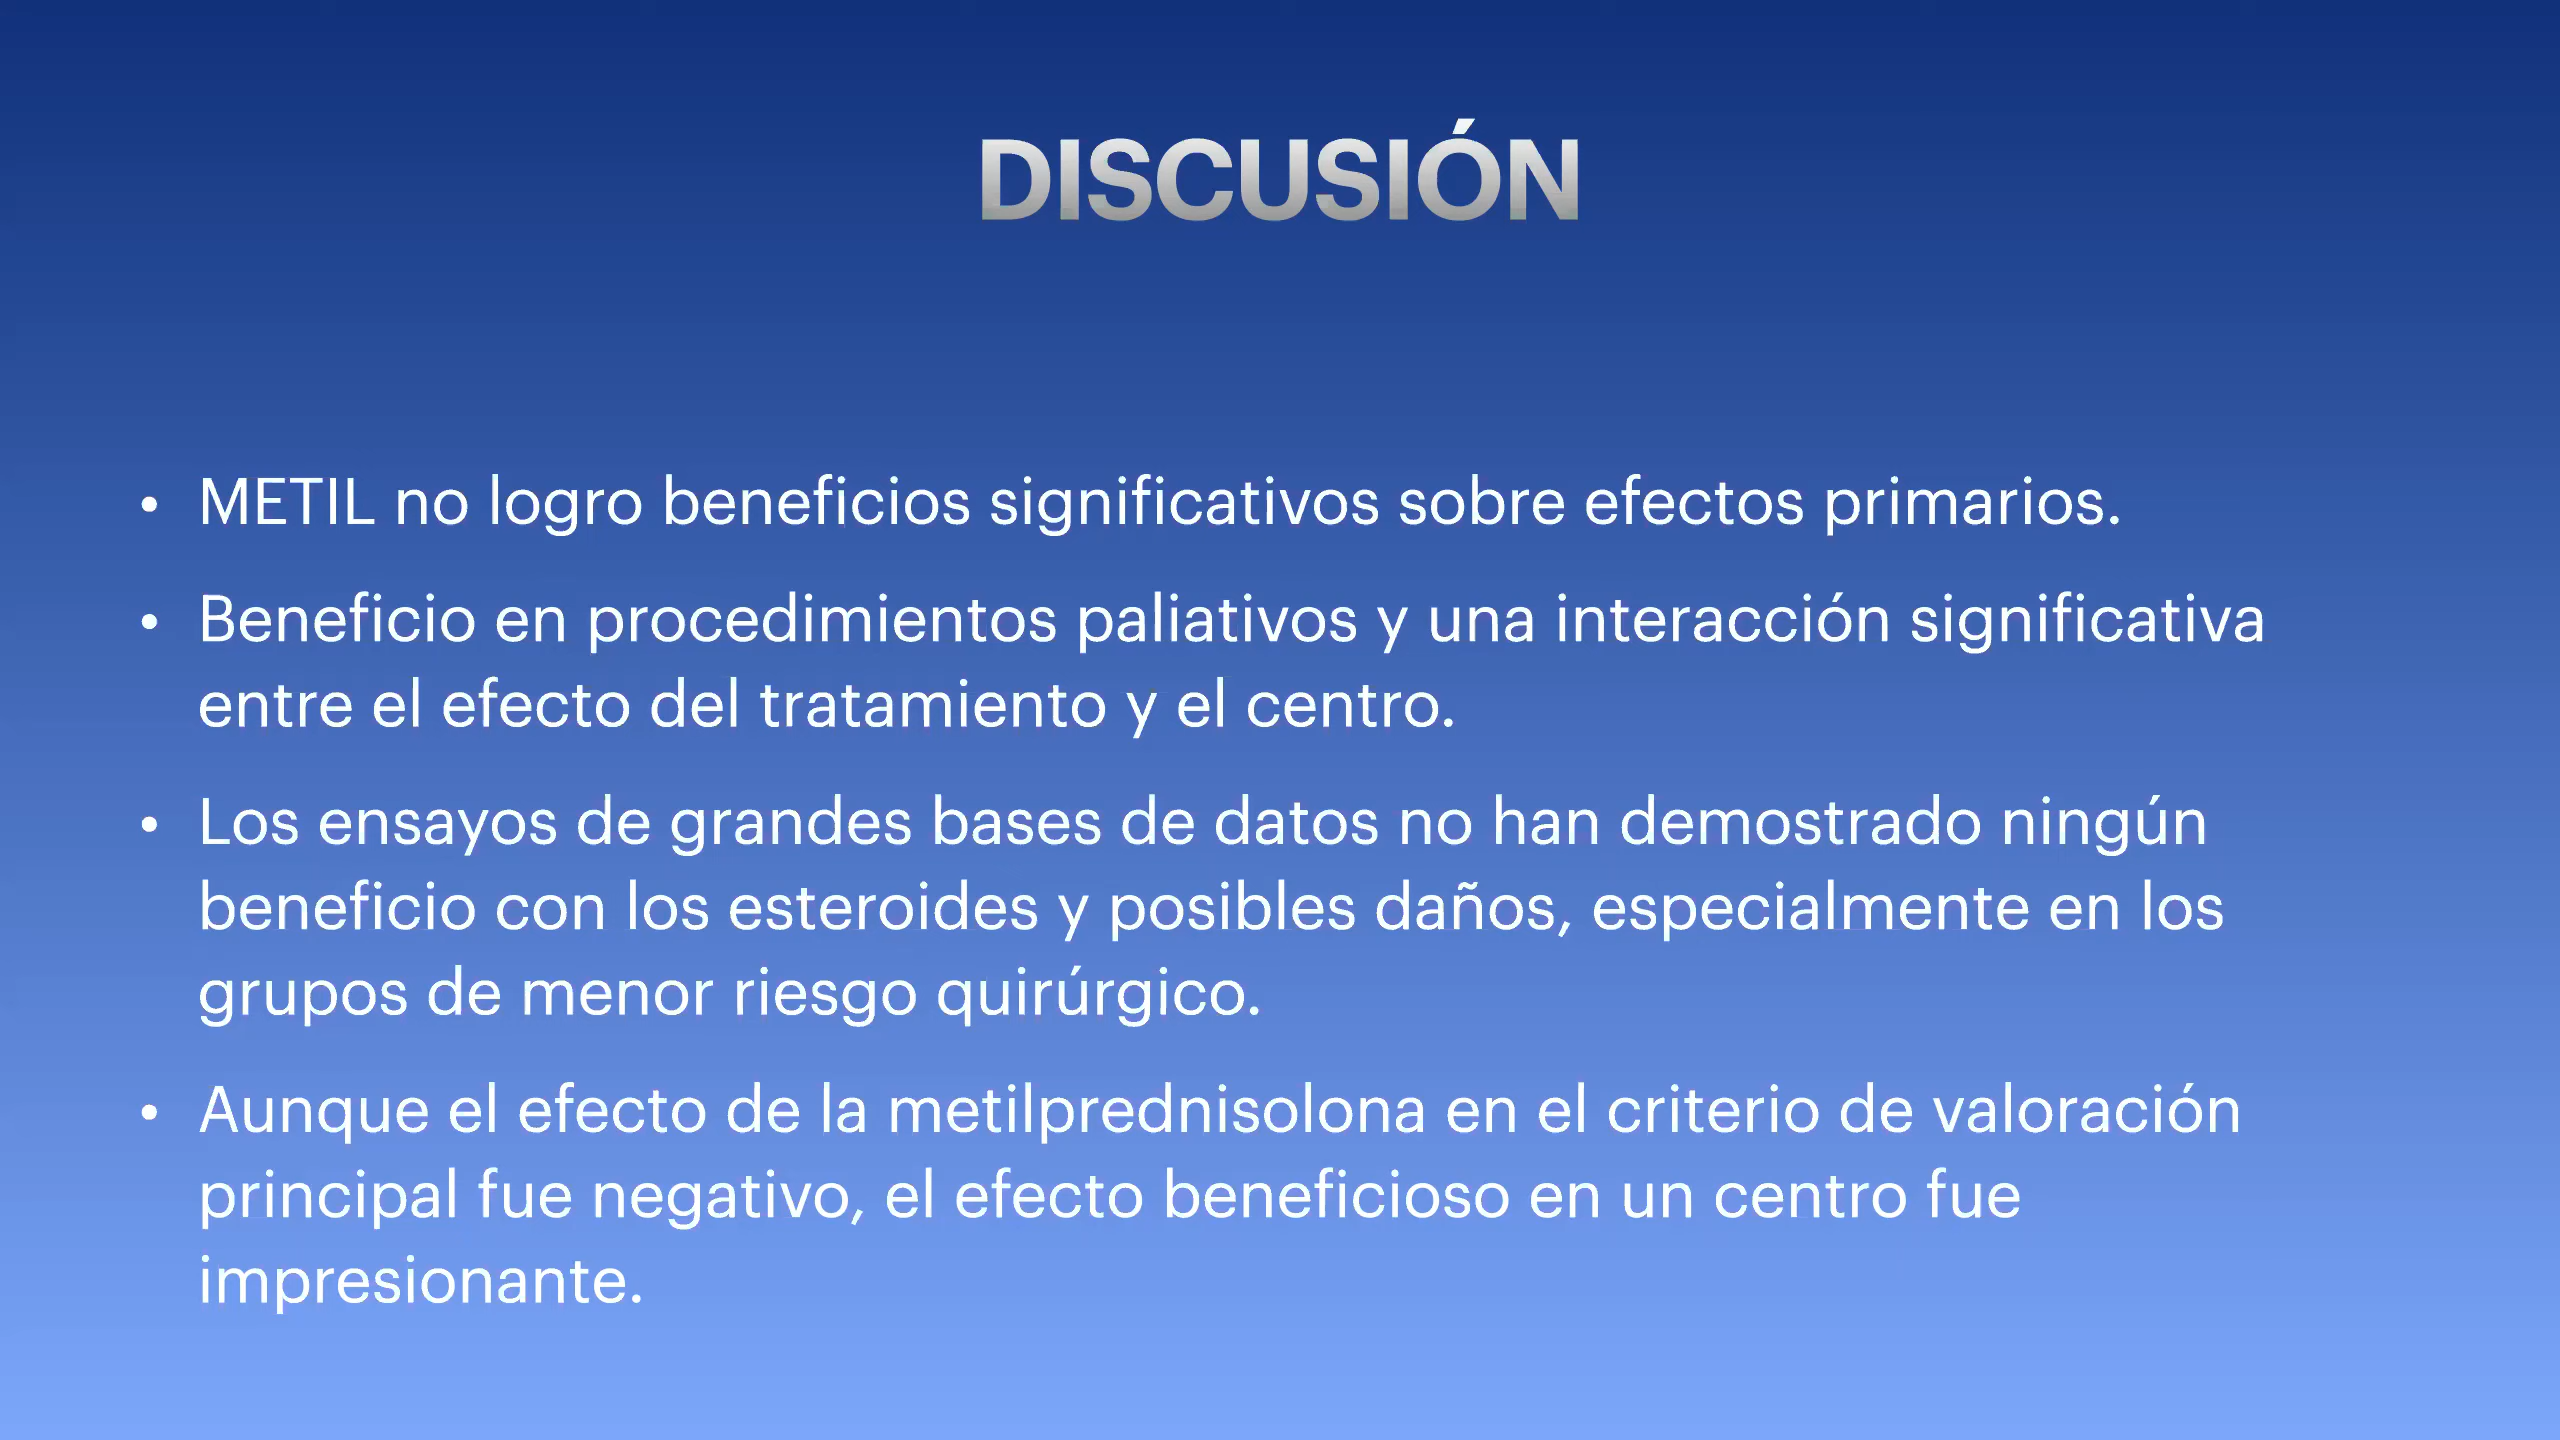 DISCUSIÓN
• METIL no logro beneficios significativos sobre efectos primarios.
• Beneficio en procedimientos paliativos y una interacción significativa
entre el efecto del tratamiento y el centro.
• Los ensayos de grandes bases de datos no han demostrado ningún
beneficio con los esteroides y posibles daños, especialmente en los
grupos de menor riesgo quirúrgico.
• Aunque el efecto de la metilprednisolona en el criterio de valoración
principal fue negativo, el efecto beneficioso en un centro fue
impresionante.